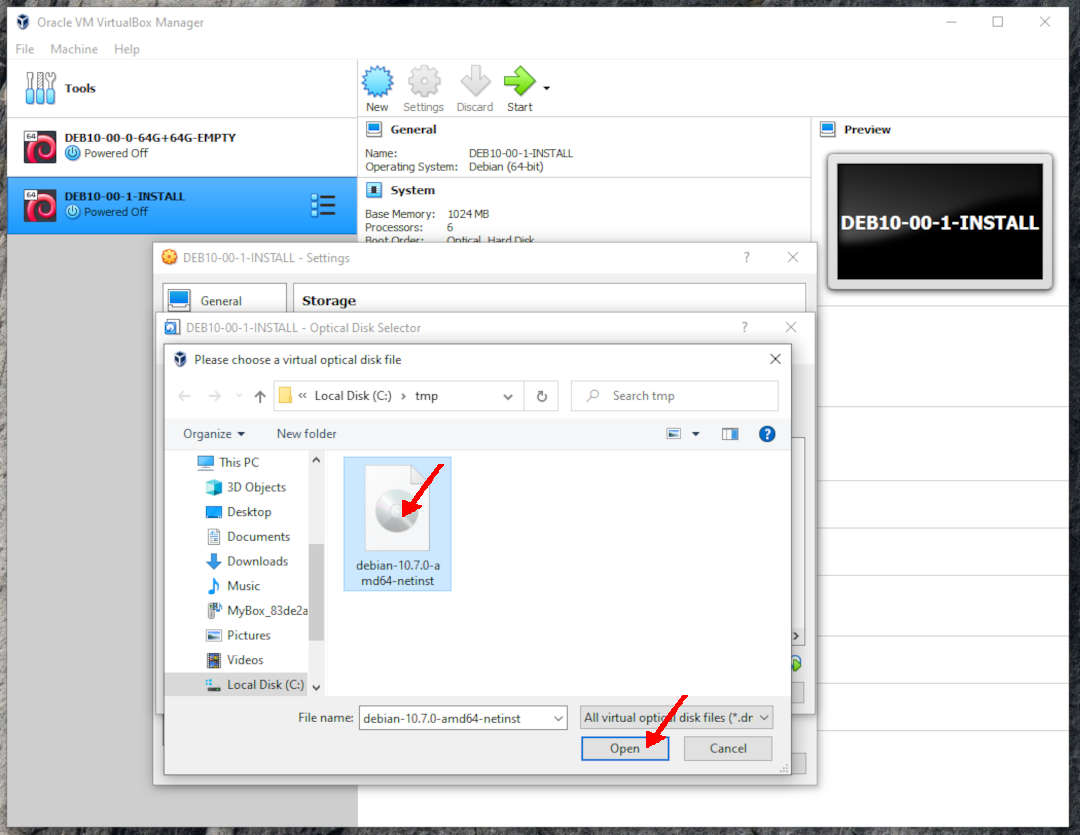 Oracle VM VirtualBox Manager
File Machine Help
Tools
New Settings Discard Start
64
DEB10-00-0-64G+64G-EMPTY
Powered Off
64
DEB10-00-1-INSTALL
Powered Off
General
Name: DEB10-00-1-INSTALL
Operating System: Debian (64-bit)
System
Base Memory: 1024 MB
Processors: 6
Boot Order: Optical, Hard Disk
Preview
DEB10-00-1-INSTALL
DEB10-00-1-INSTALL - Settings ?
General
Storage
DEB10-00-1-INSTALL - Optical Disk Selector ?
Please choose a virtual optical disk file
« Local Disk (C:) › tmp
Search tmp
Organize New folder ?
This PC
3D Objects
Desktop
Documents
Downloads
Music
MyBox_83de2a
Pictures
Videos
Local Disk (C:)
debian-10.7.0-a
md64-netinst
File name: debian-10.7.0-amd64-netinst
All virtual optical disk files (*.dr
Open Cancel